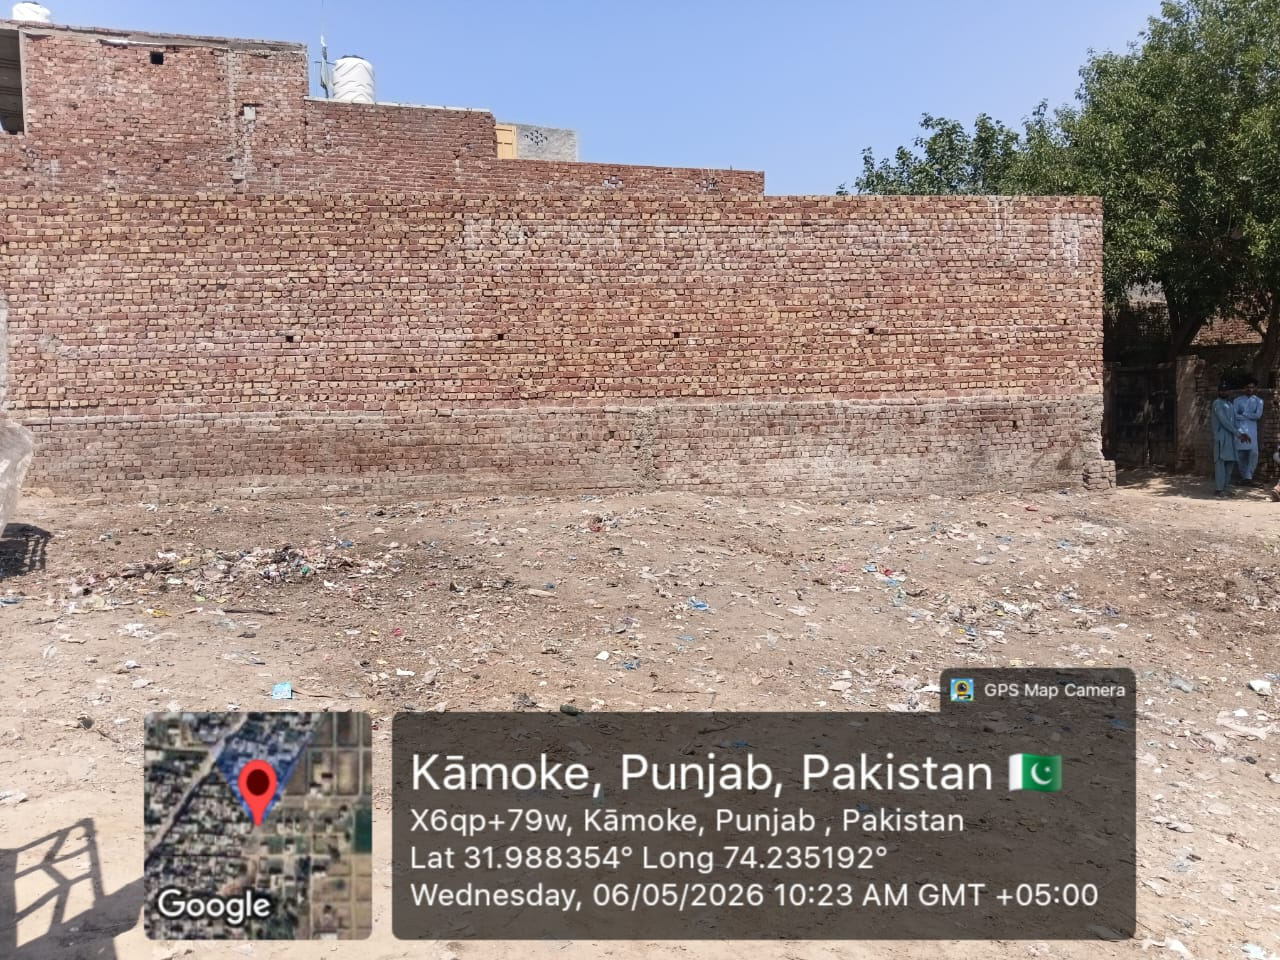 GPS Map Camera
Kāmoke, Punjab, Pakistan 🇵🇰
X6qp+79w, Kāmoke, Punjab , Pakistan
Lat 31.988354° Long 74.235192°
Wednesday, 06/05/2026 10:23 AM GMT +05:00
Google